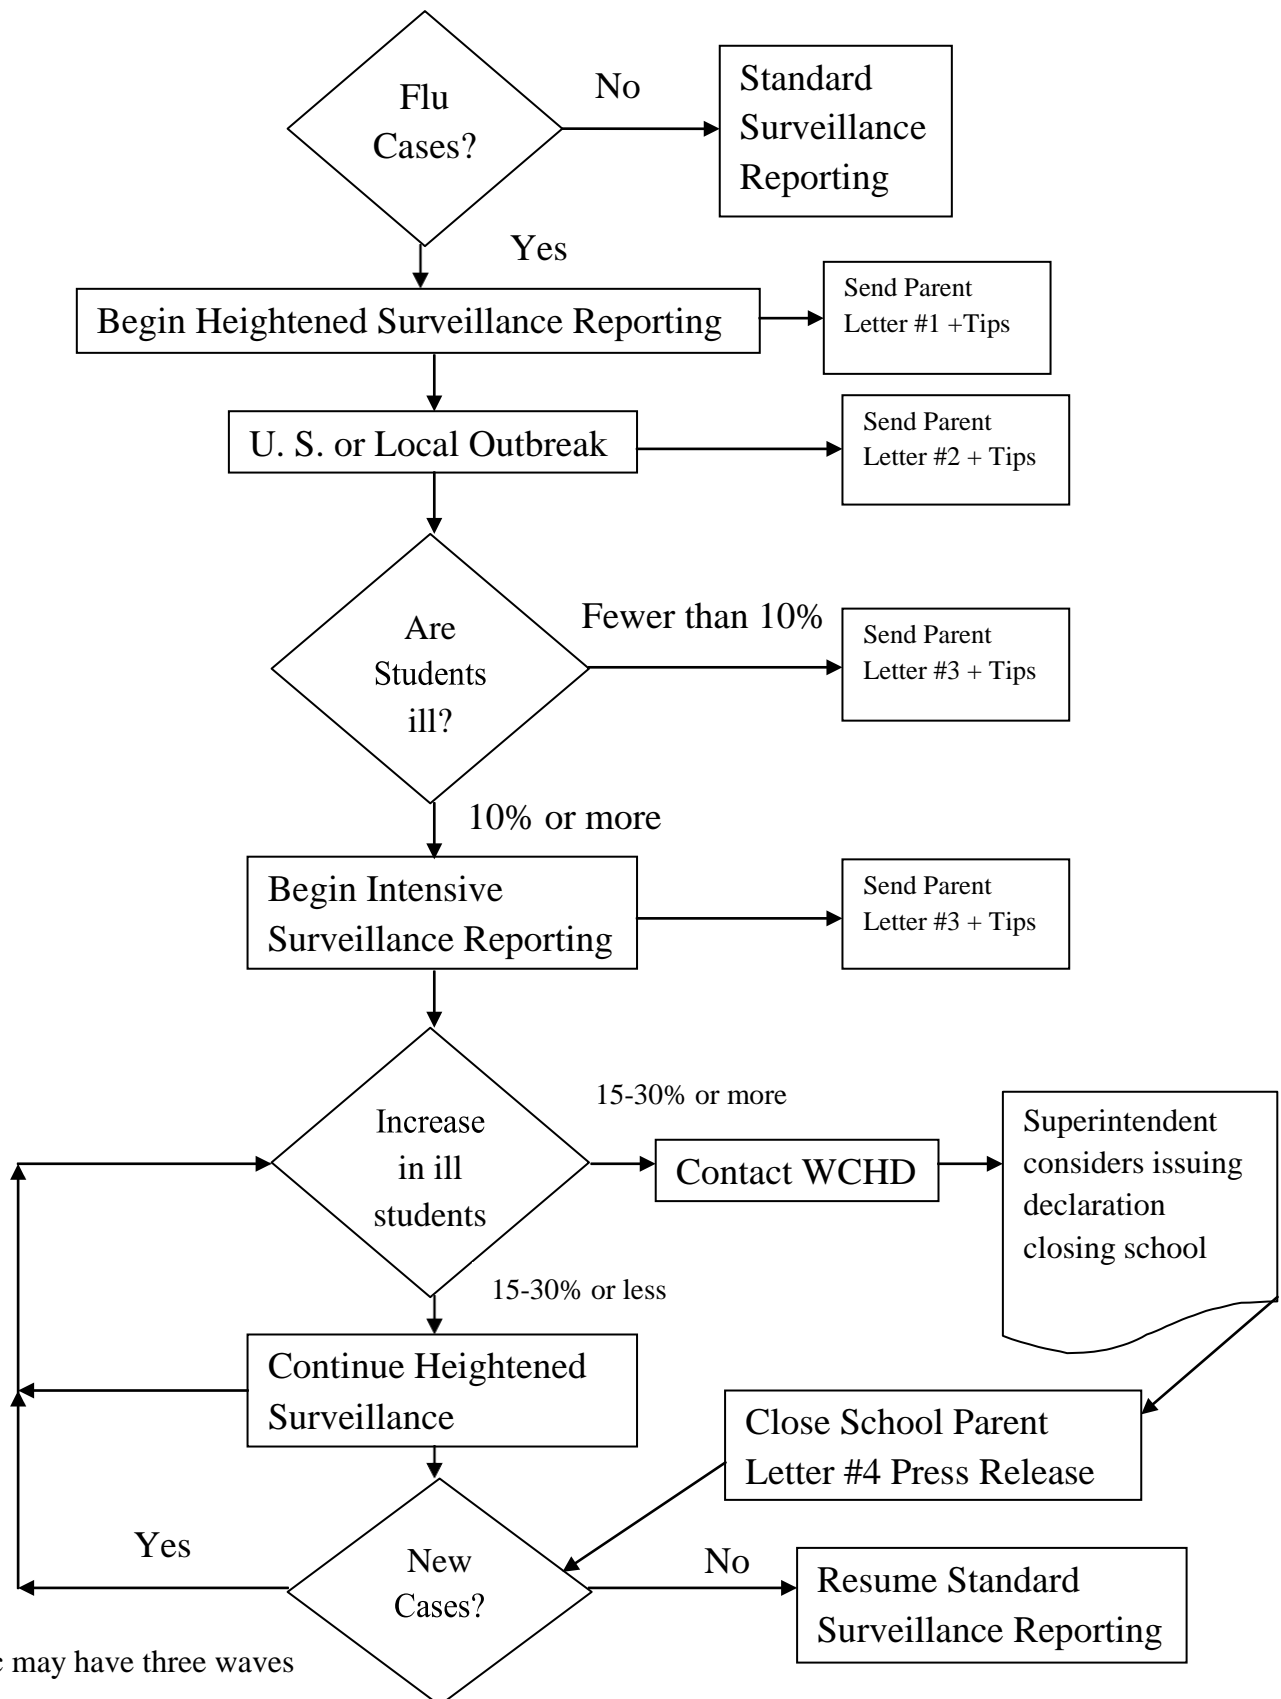 Flu
Cases?
No
Standard
Surveillance
Reporting
Yes
Begin Heightened Surveillance Reporting
Send Parent
Letter #1 +Tips
U. S. or Local Outbreak
Send Parent
Letter #2 + Tips
Are
Students
ill?
Fewer than 10%
Send Parent
Letter #3 + Tips
10% or more
Begin Intensive
Surveillance Reporting
Send Parent
Letter #3 + Tips
Increase
in ill
students
15-30% or more
Contact WCHD
Superintendent
considers issuing
declaration
closing school
15-30% or less
Continue Heightened
Surveillance
Close School Parent
Letter #4 Press Release
Yes
New
Cases?
No
Resume Standard
Surveillance Reporting
may have three waves